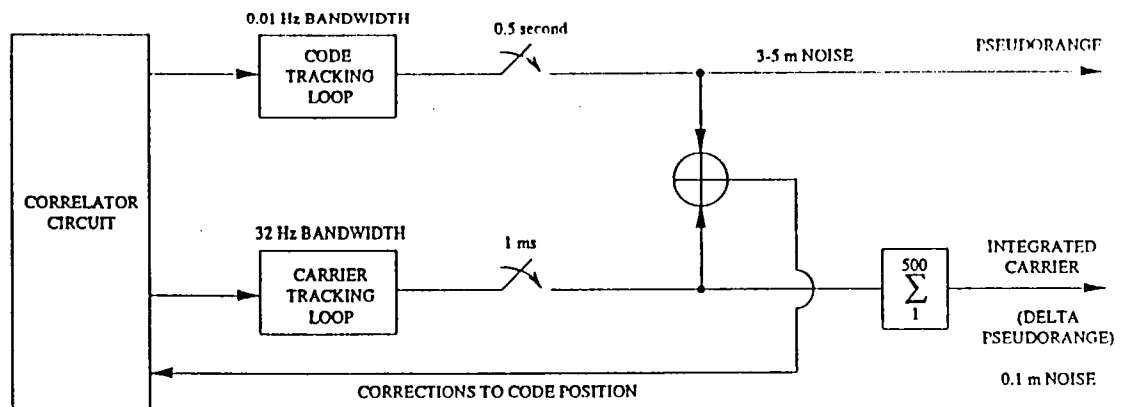 0.01 Hz BANDWIDTH
CODE
TRACKING
LOOP
0.5 second
3-5 m NOISE
PSEUDORANGE
CORRELATOR
CIRCUIT
32 Hz BANDWIDTH
CARRIER
TRACKING
LOOP
1 ms
500
Σ
1
INTEGRATED
CARRIER
(DELTA
PSEUDORANGE)
0.1 m NOISE
CORRECTIONS TO CODE POSITION